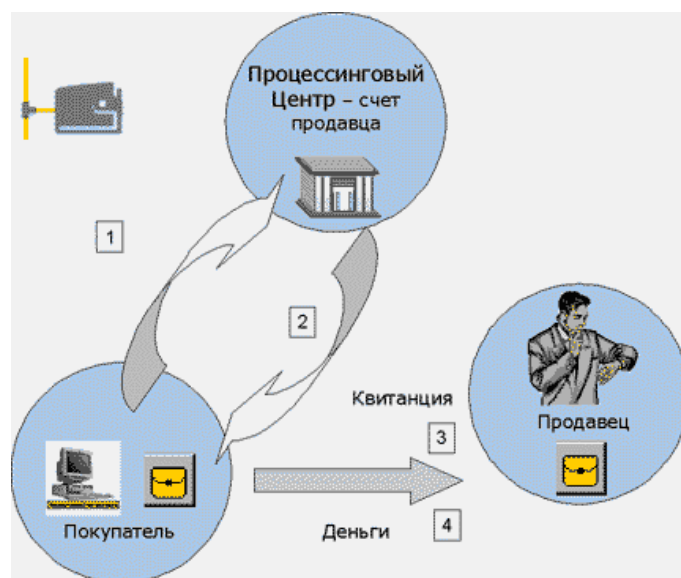 Процессинговый
Центр – счет
продавца
1
2
Квитанция
3
Продавец
Покупатель
Деньги
4